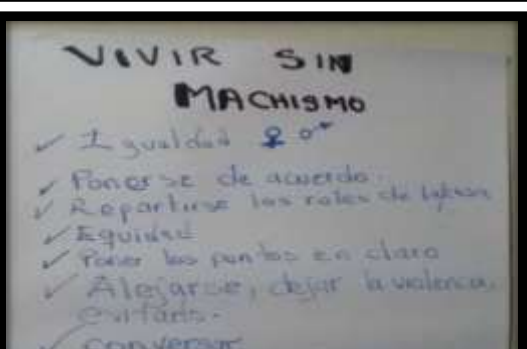 VIVIR SIN
MACHISMO
✓ Igualdad ♀ ♂
✓ Ponerse de acuerdo.
✓ Repartirse los roles de
✓ Equidad
✓ Poner los puntos en claro
✓ Alejarse, dejar la violencia,
evitarlo.
✓ conversar